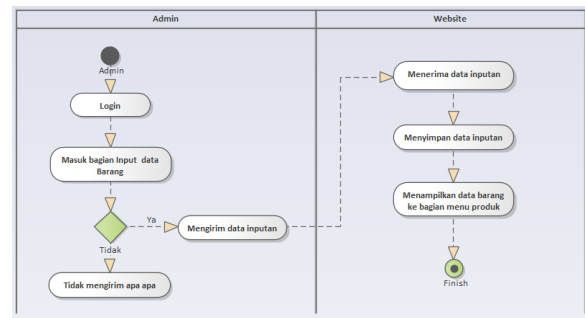 Admin
Website
Admin
Login
Masuk bagian Input data
Barang
Ya
Tidak
Mengirim data inputan
Tidak mengirim apa apa
Menerima data inputan
Menyimpan data inputan
Menampilkan data barang
ke bagian menu produk
Finish